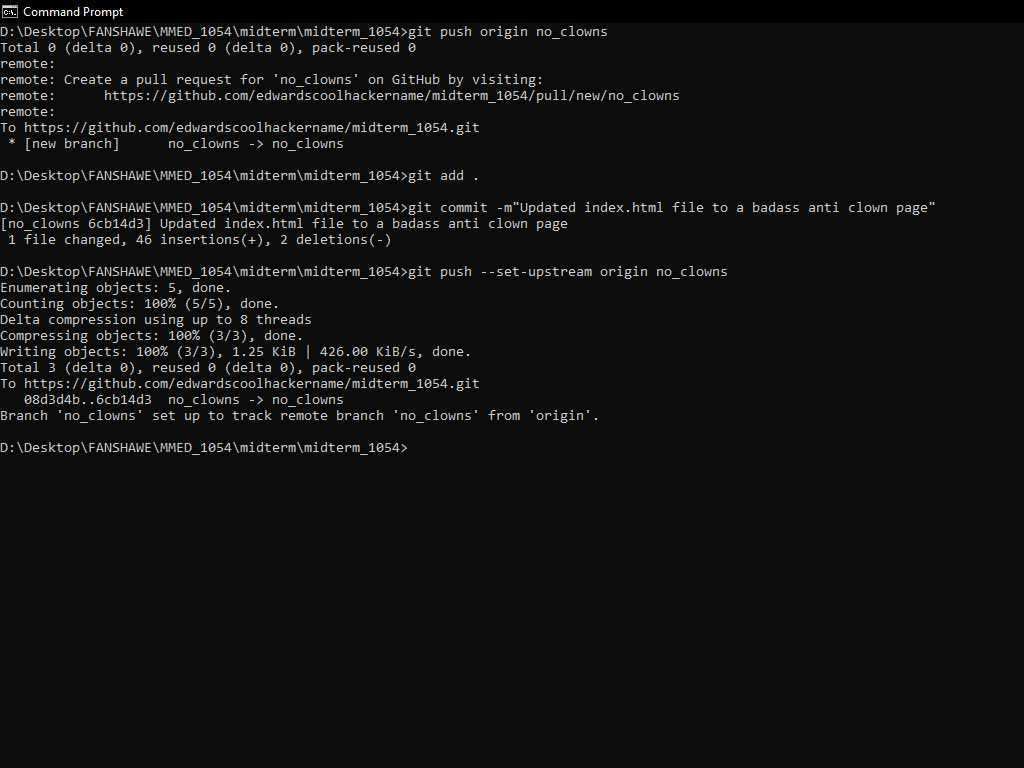 Command Prompt
D:\Desktop\FANSHAWE\MMED_1054\midterm\midterm_1054>git push origin no_clowns
Total 0 (delta 0), reused 0 (delta 0), pack-reused 0
remote:
remote: Create a pull request for 'no_clowns' on GitHub by visiting:
remote:      https://github.com/edwardscoolhackername/midterm_1054/pull/new/no_clowns
remote:
To https://github.com/edwardscoolhackername/midterm_1054.git
 * [new branch]      no_clowns -> no_clowns
D:\Desktop\FANSHAWE\MMED_1054\midterm\midterm_1054>git add .
D:\Desktop\FANSHAWE\MMED_1054\midterm\midterm_1054>git commit -m"Updated index.html file to a badass anti clown page"
[no_clowns 6cb14d3] Updated index.html file to a badass anti clown page
 1 file changed, 46 insertions(+), 2 deletions(-)
D:\Desktop\FANSHAWE\MMED_1054\midterm\midterm_1054>git push --set-upstream origin no_clowns
Enumerating objects: 5, done.
Counting objects: 100% (5/5), done.
Delta compression using up to 8 threads
Compressing objects: 100% (3/3), done.
Writing objects: 100% (3/3), 1.25 KiB | 426.00 KiB/s, done.
Total 3 (delta 0), reused 0 (delta 0), pack-reused 0
To https://github.com/edwardscoolhackername/midterm_1054.git
   08d3d4b..6cb14d3  no_clowns -> no_clowns
Branch 'no_clowns' set up to track remote branch 'no_clowns' from 'origin'.
D:\Desktop\FANSHAWE\MMED_1054\midterm\midterm_1054>